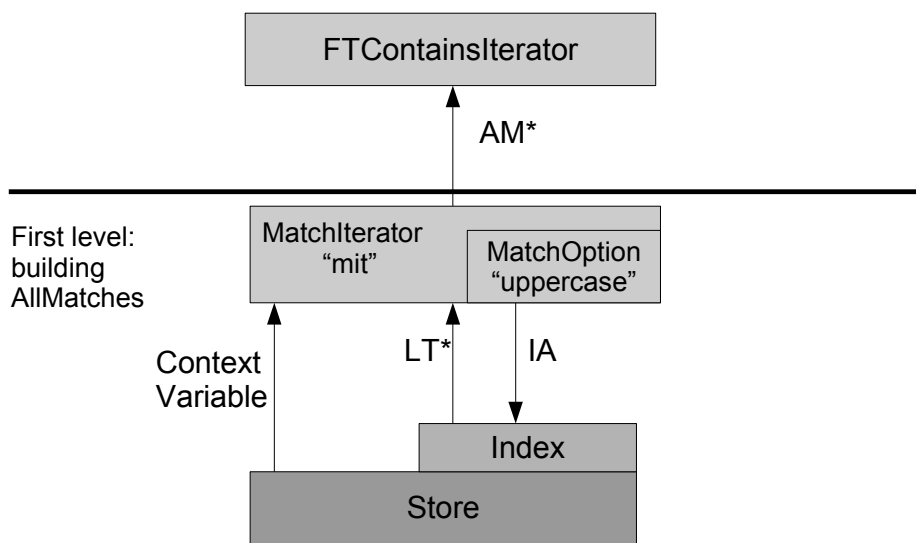 FTContainsIterator
AM*
First level:
building
AllMatches
MatchIterator
“mit”
MatchOption
“uppercase”
Context
Variable
LT*
IA
Index
Store